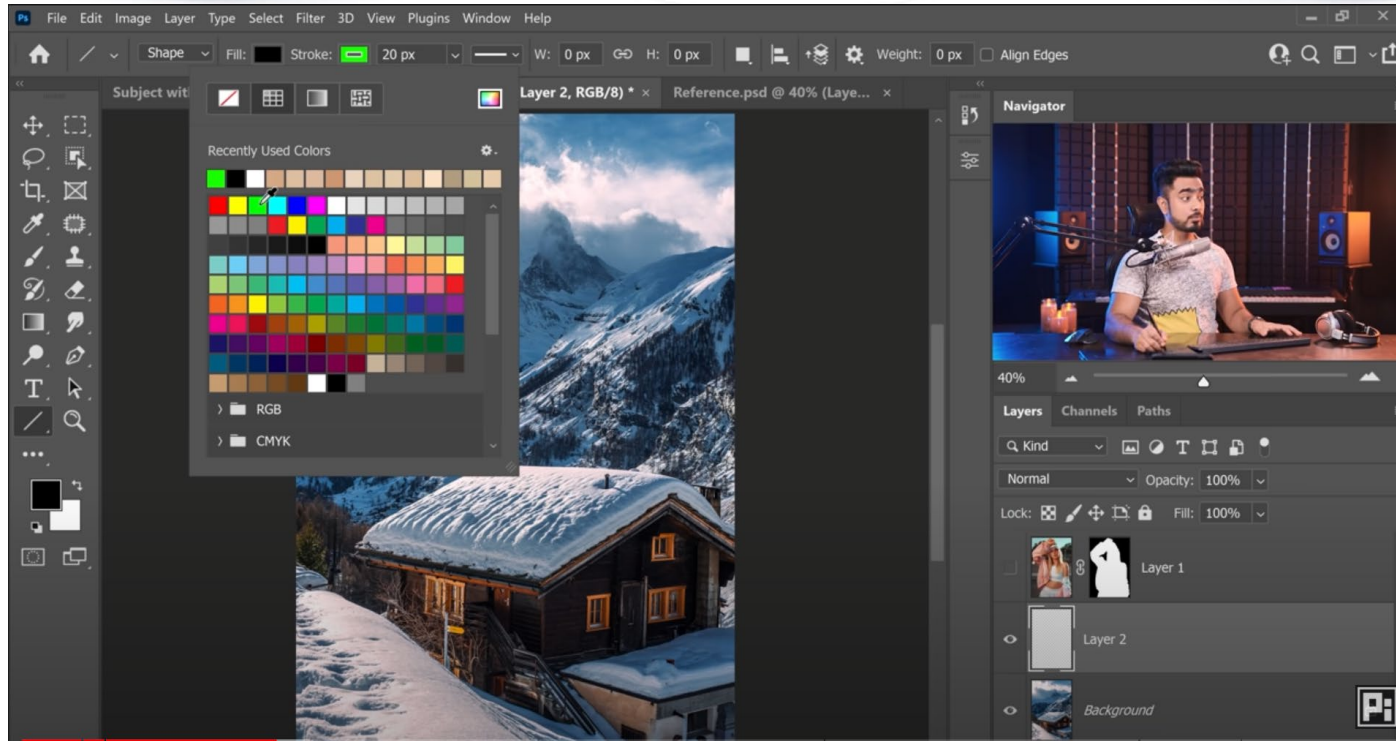 Ps File Edit Image Layer Type Select Filter 3D View Plugins Window Help
Shape Fill: Stroke: 20 px W: 0 px H: 0 px Weight: 0 px Align Edges
Subject wit Layer 2, RGB/8) * × Reference.psd @ 40% (Laye... ×
Navigator
Recently Used Colors
RGB
CMYK
40%
Layers Channels Paths
Kind
Normal Opacity: 100%
Lock: Fill: 100%
Layer 1
Layer 2
Background
Pi